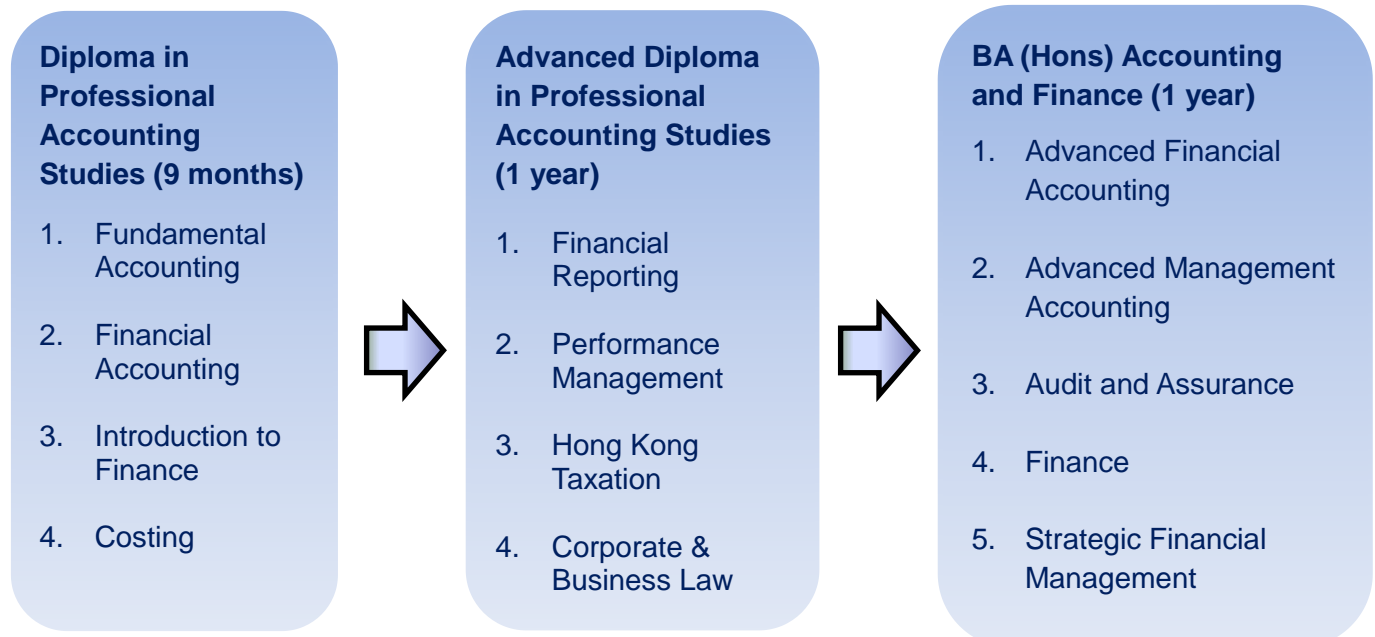 Diploma in
Professional
Accounting
Studies (9 months)
1. Fundamental
Accounting
2. Financial
Accounting
3. Introduction to
Finance
4. Costing
Advanced Diploma
in Professional
Accounting Studies
(1 year)
1. Financial
Reporting
2. Performance
Management
3. Hong Kong
Taxation
4. Corporate &
Business Law
BA (Hons) Accounting
and Finance (1 year)
1. Advanced Financial
Accounting
2. Advanced Management
Accounting
3. Audit and Assurance
4. Finance
5. Strategic Financial
Management